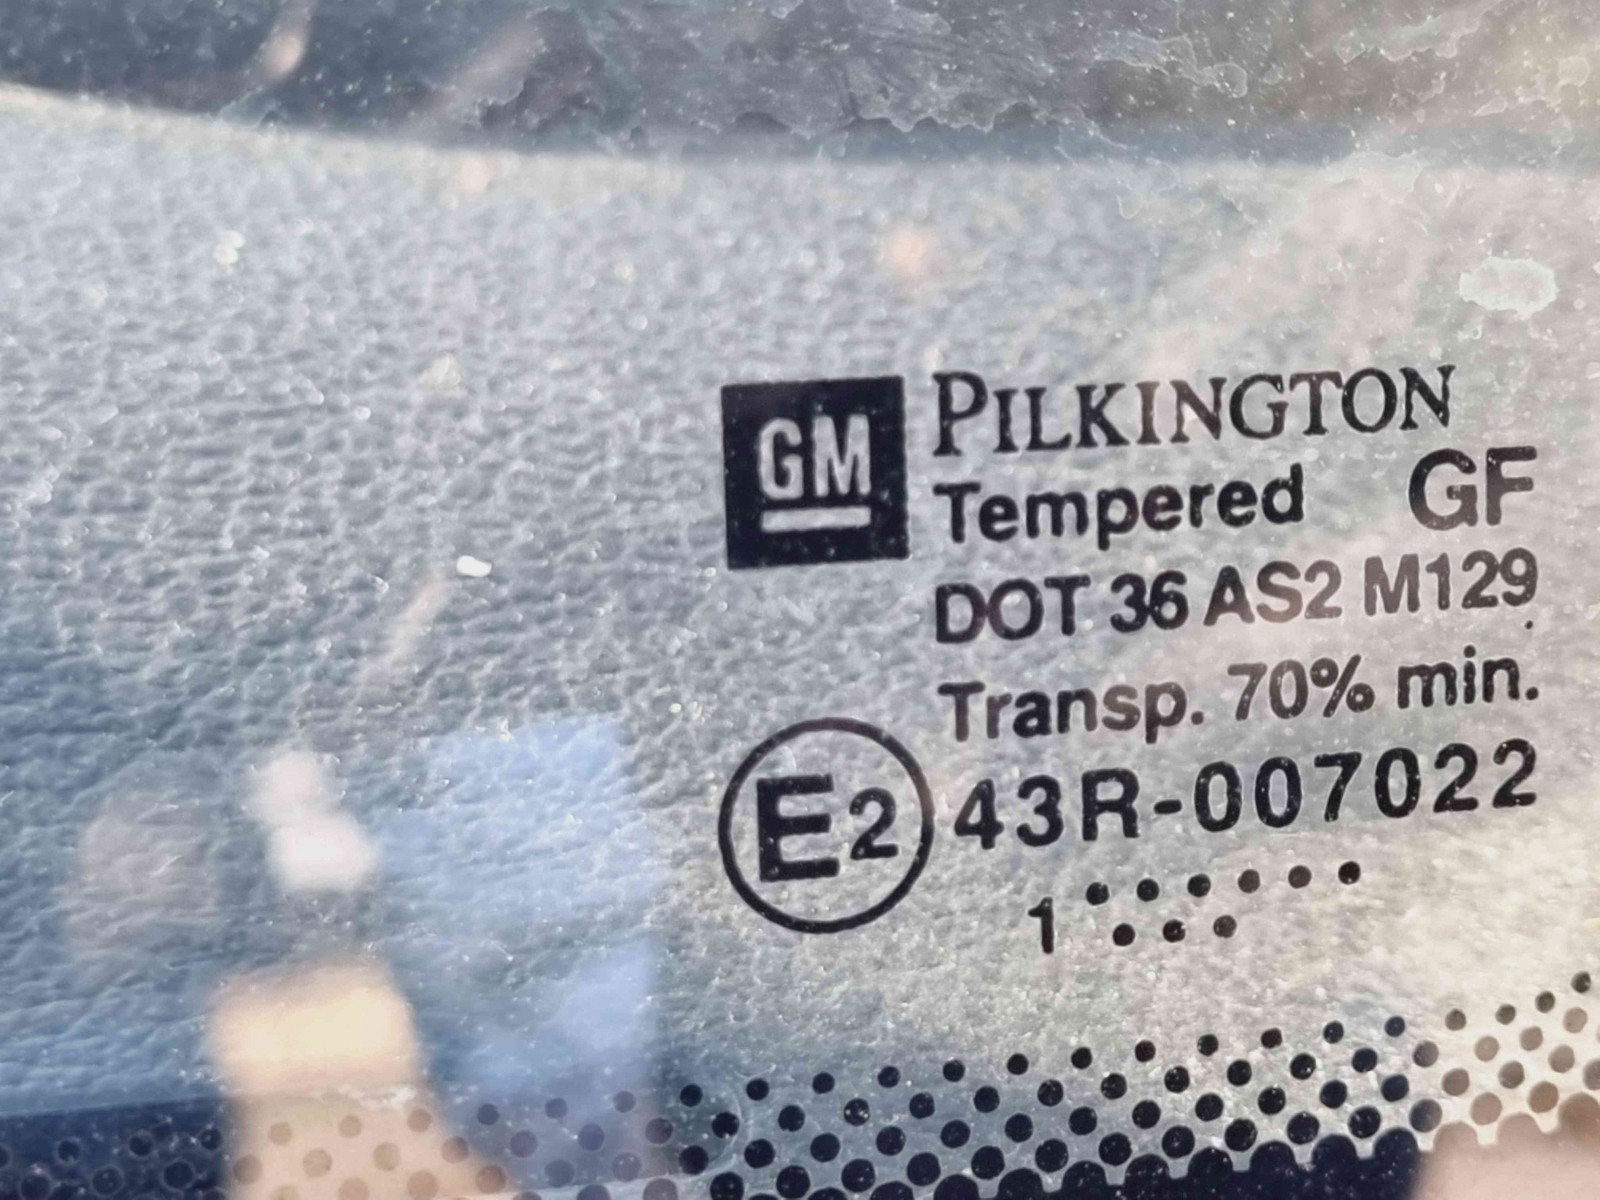 GM
PILKINGTON
Tempered GF
DOT 36 AS2 M129
Transp. 70% min.
E2 43R-007022
1